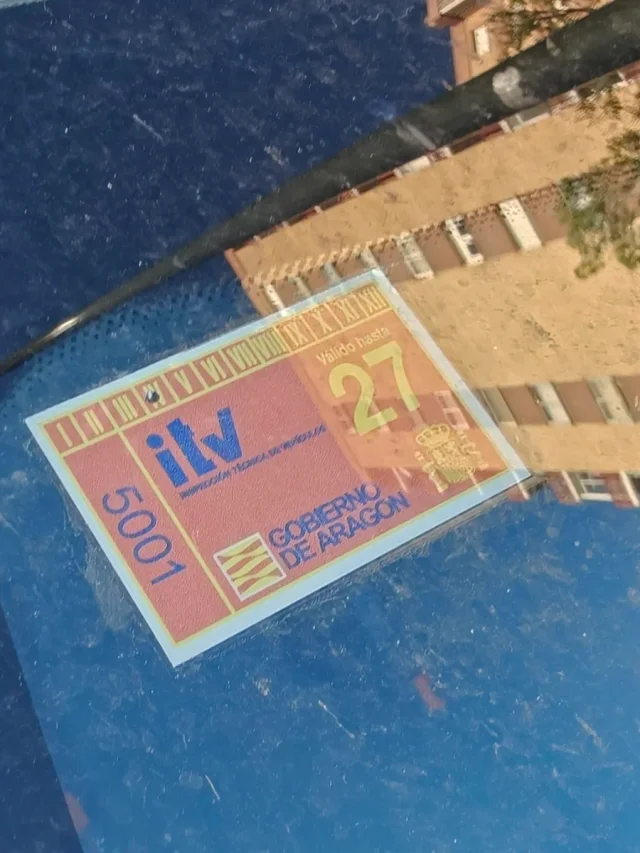 I II III IV V VI VII VIII IX X XI XII
Válido hasta
27
itv
INSPECCIÓN TÉCNICA DE VEHÍCULOS
5001
GOBIERNO
DE ARAGON